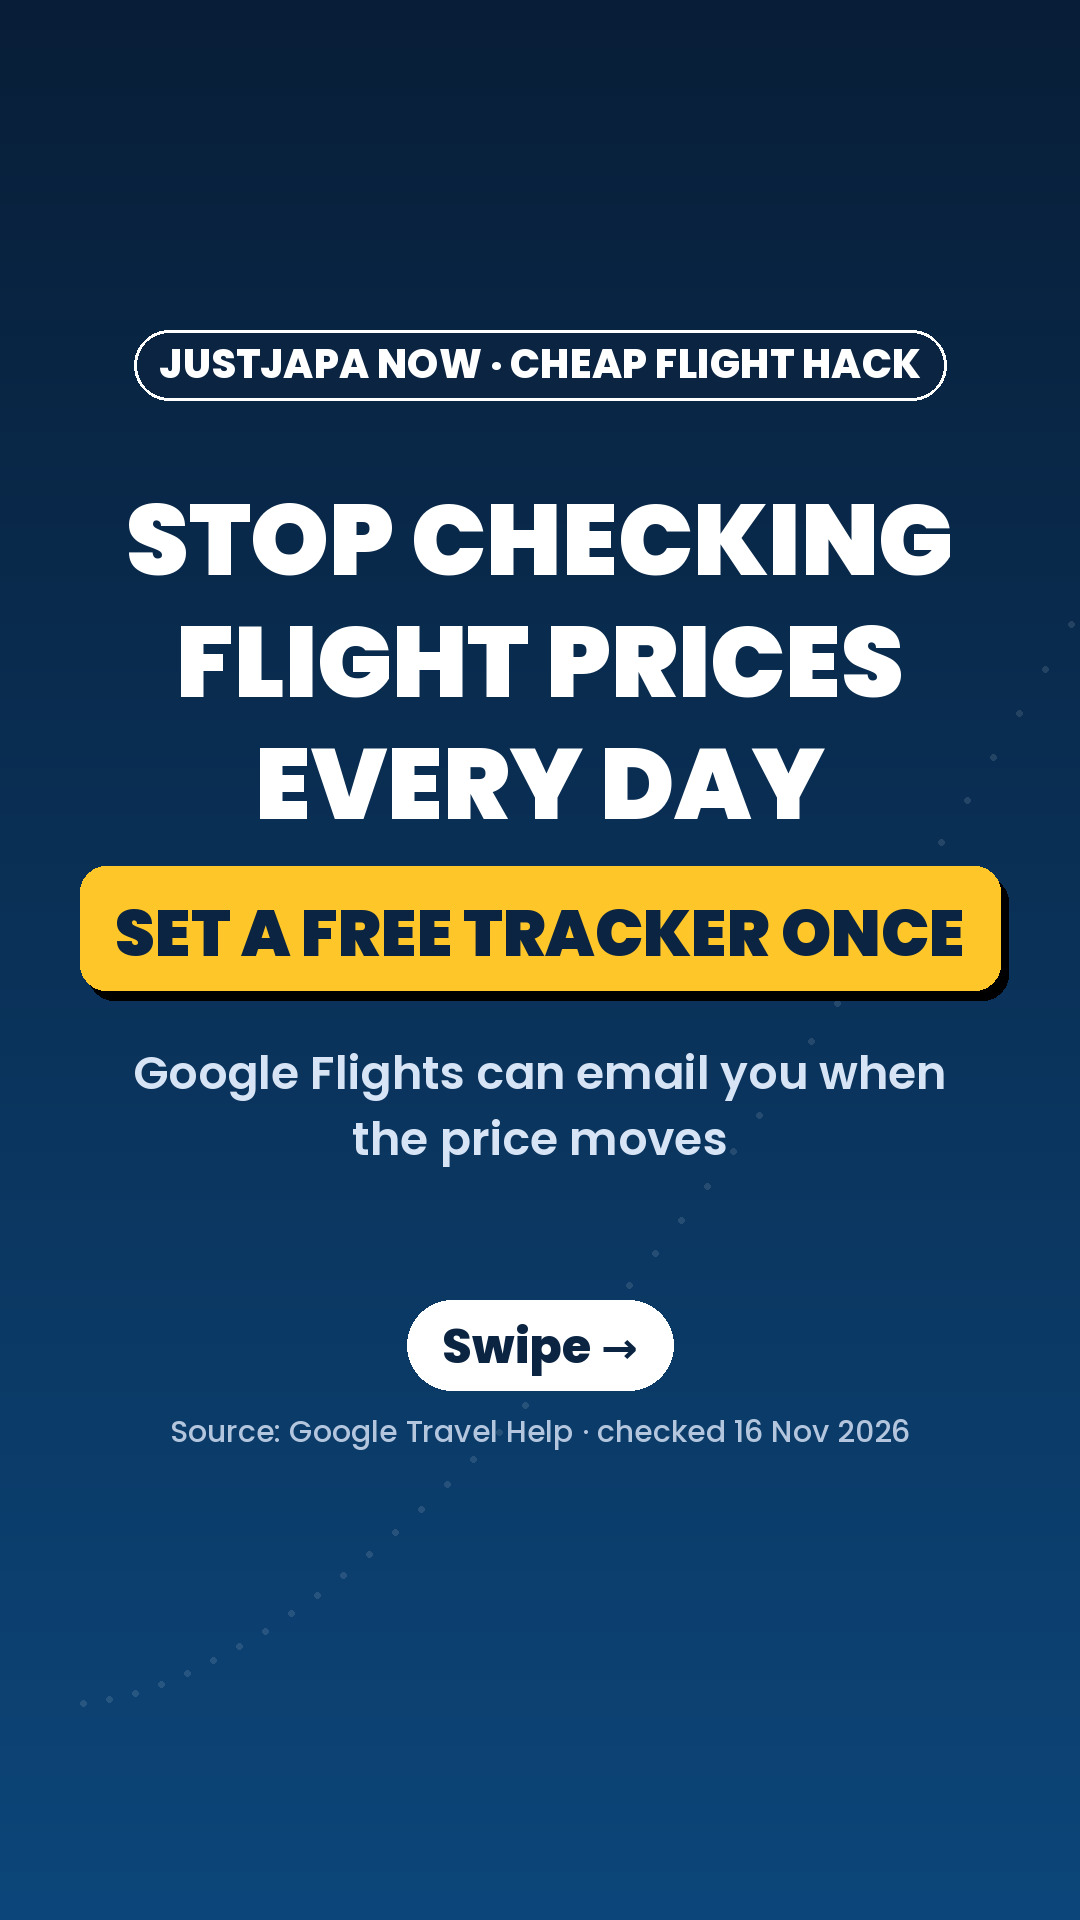 JUSTJAPA NOW · CHEAP FLIGHT HACK
STOP CHECKING
FLIGHT PRICES
EVERY DAY
SET A FREE TRACKER ONCE
Google Flights can email you when
the price moves
Swipe →
Source: Google Travel Help · checked 16 Nov 2026